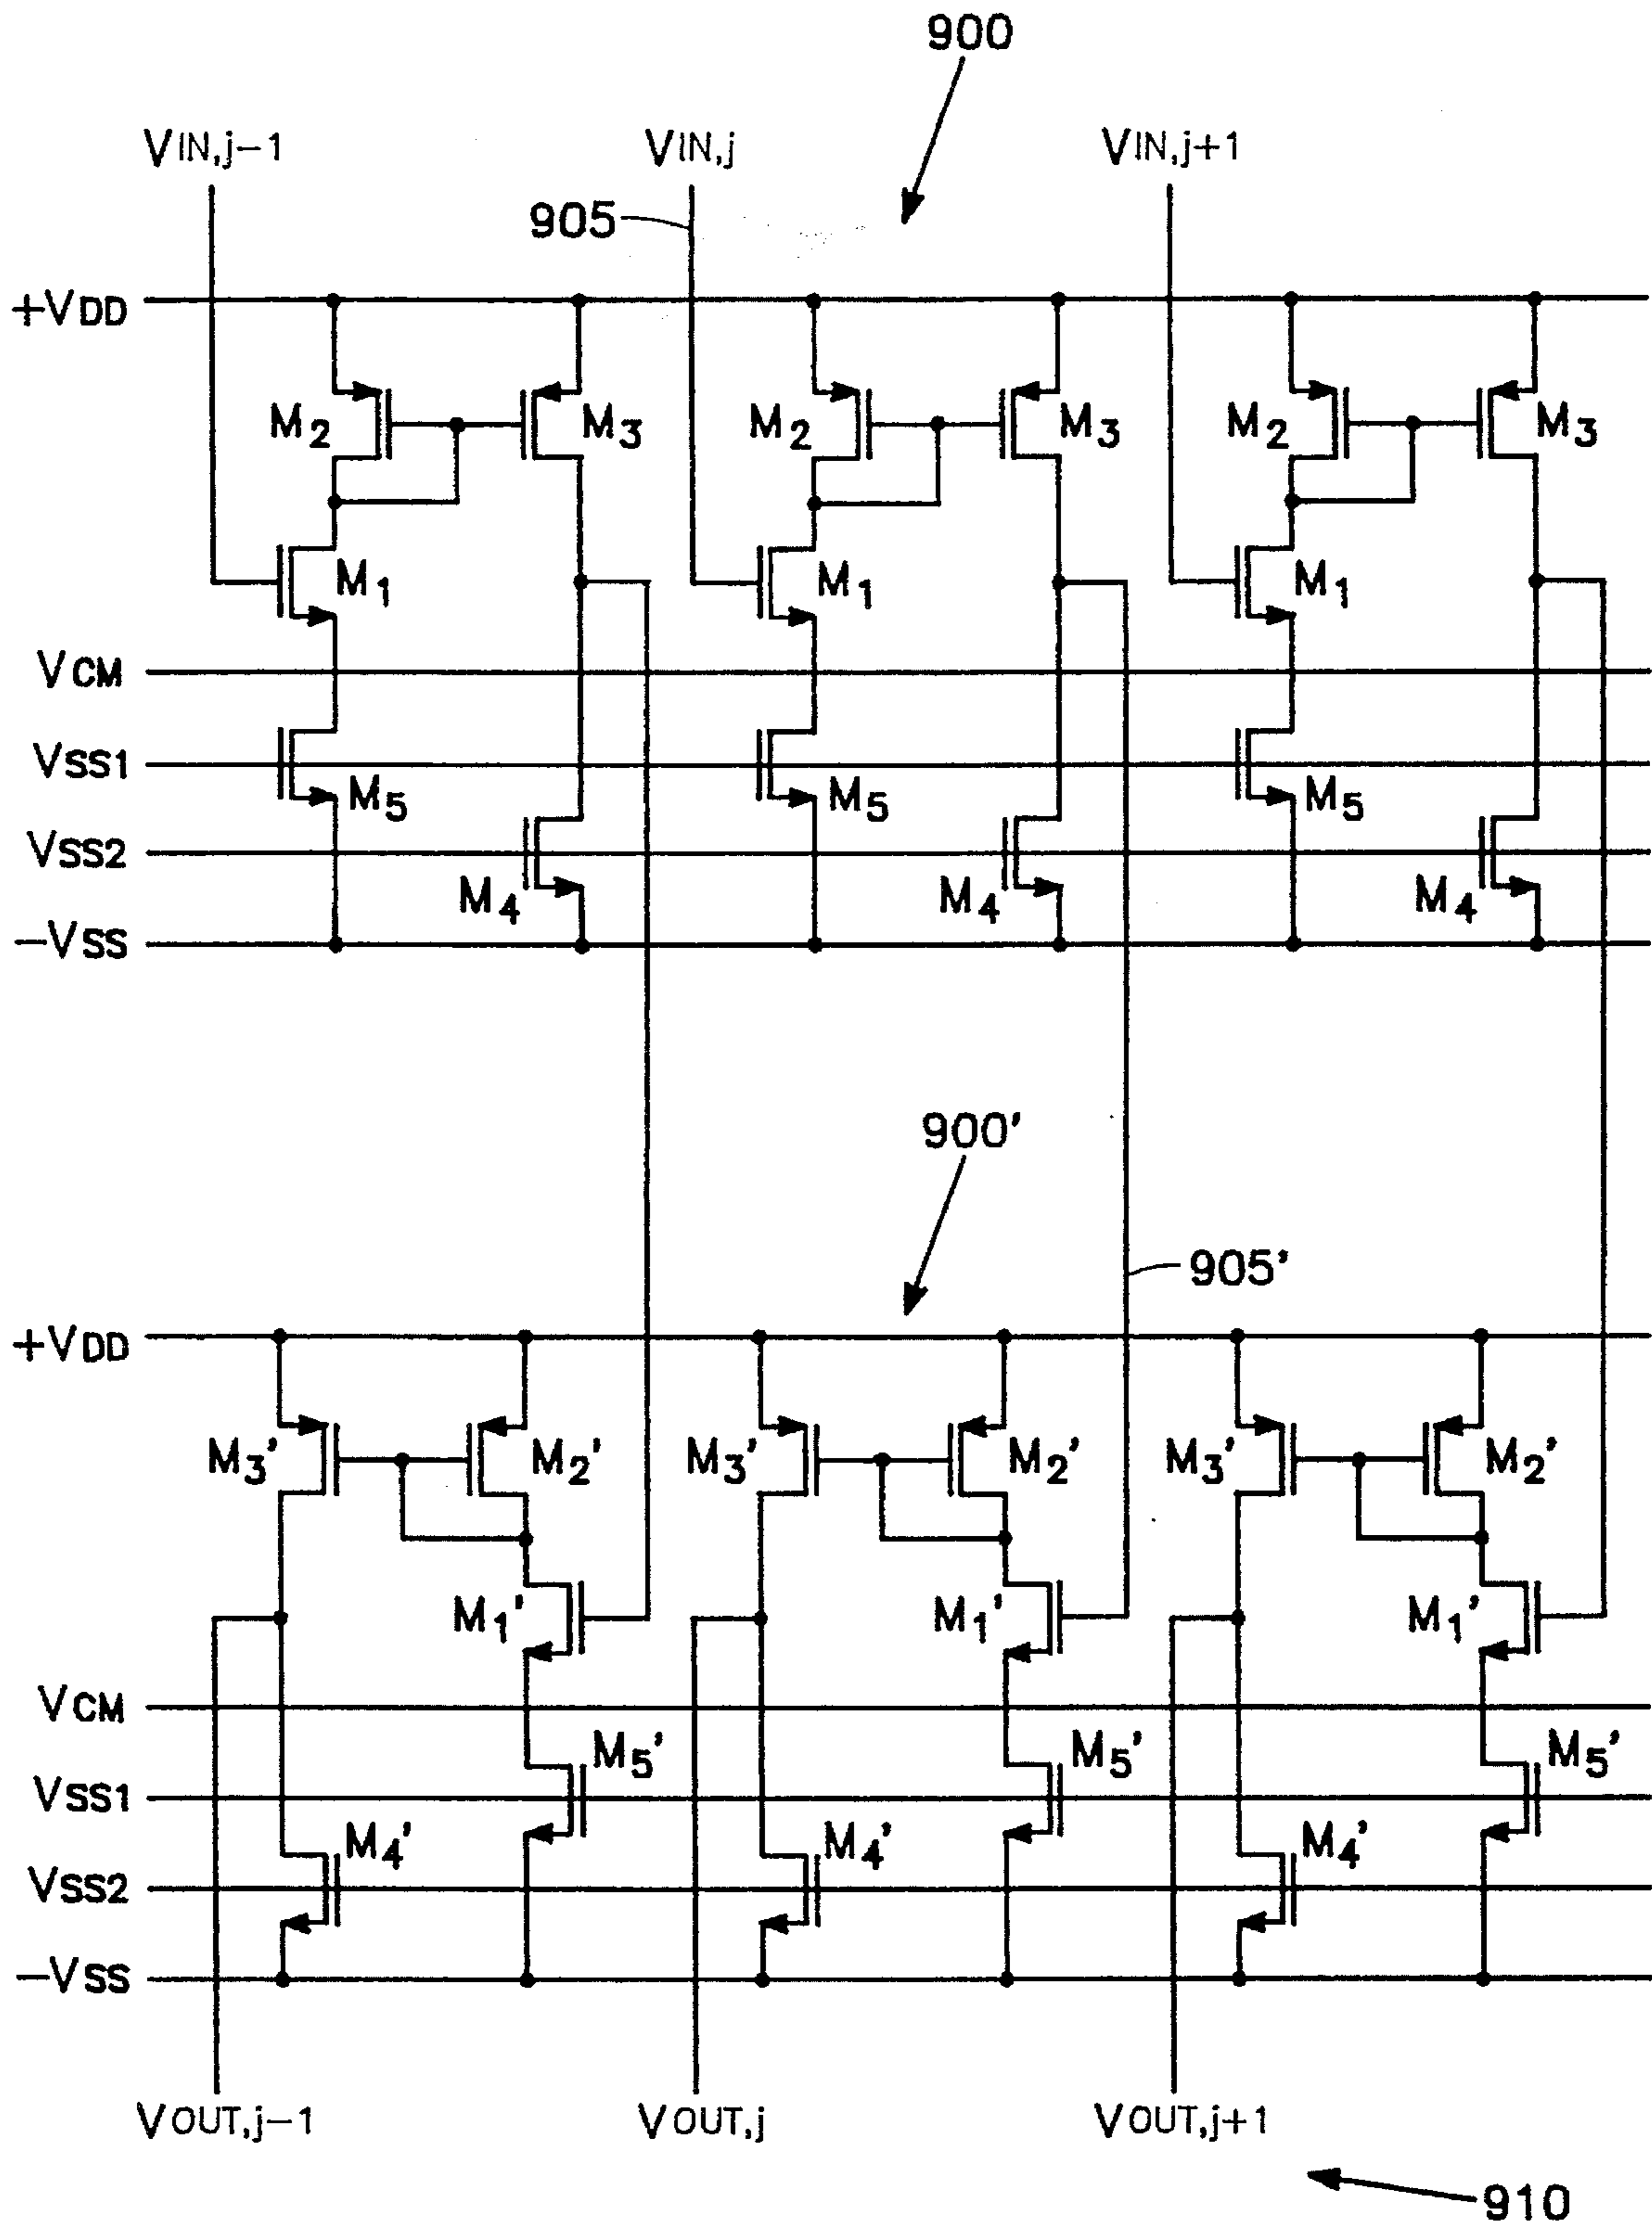 900
VIN,j-1 VIN,j VIN,j+1
905
+VDD
M2 M3 M2 M3 M2 M3
M1 M1 M1
VCM
VSS1
M5 M5 M5
VSS2
M4 M4 M4
-VSS
900'
905'
+VDD
M3' M2' M3' M2' M3' M2'
M1' M1' M1'
VCM
M5' M5' M5'
VSS1
M4' M4' M4'
VSS2
-VSS
VOUT,j-1 VOUT,j VOUT,j+1
910